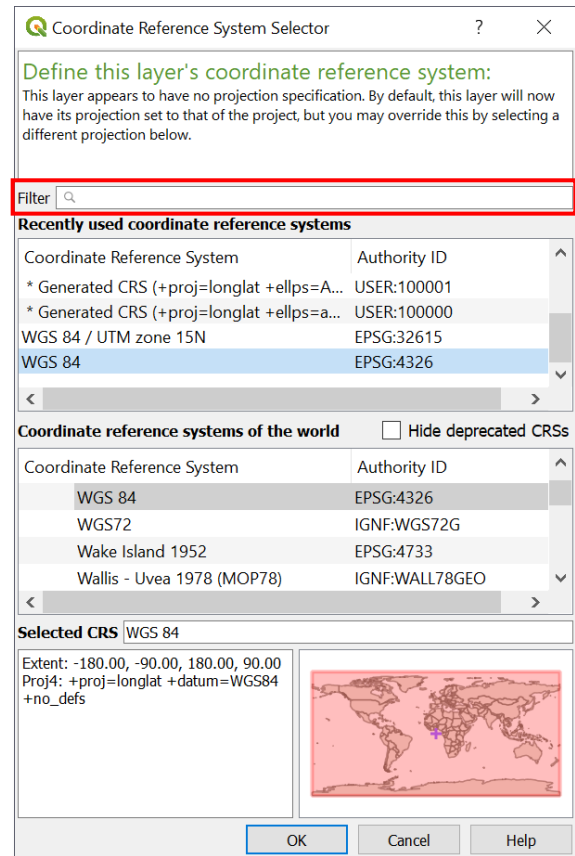 Coordinate Reference System Selector ?
Define this layer's coordinate reference system:
This layer appears to have no projection specification. By default, this layer will now
have its projection set to that of the project, but you may override this by selecting a
different projection below.
Filter
Recently used coordinate reference systems
Coordinate Reference System Authority ID
* Generated CRS (+proj=longlat +ellps=A... USER:100001
* Generated CRS (+proj=longlat +ellps=a... USER:100000
WGS 84 / UTM zone 15N EPSG:32615
WGS 84 EPSG:4326
Coordinate reference systems of the world Hide deprecated CRSs
Coordinate Reference System Authority ID
WGS 84 EPSG:4326
WGS72 IGNF:WGS72G
Wake Island 1952 EPSG:4733
Wallis - Uvea 1978 (MOP78) IGNF:WALL78GEO
Selected CRS WGS 84
Extent: -180.00, -90.00, 180.00, 90.00
Proj4: +proj=longlat +datum=WGS84
+no_defs
OK Cancel Help